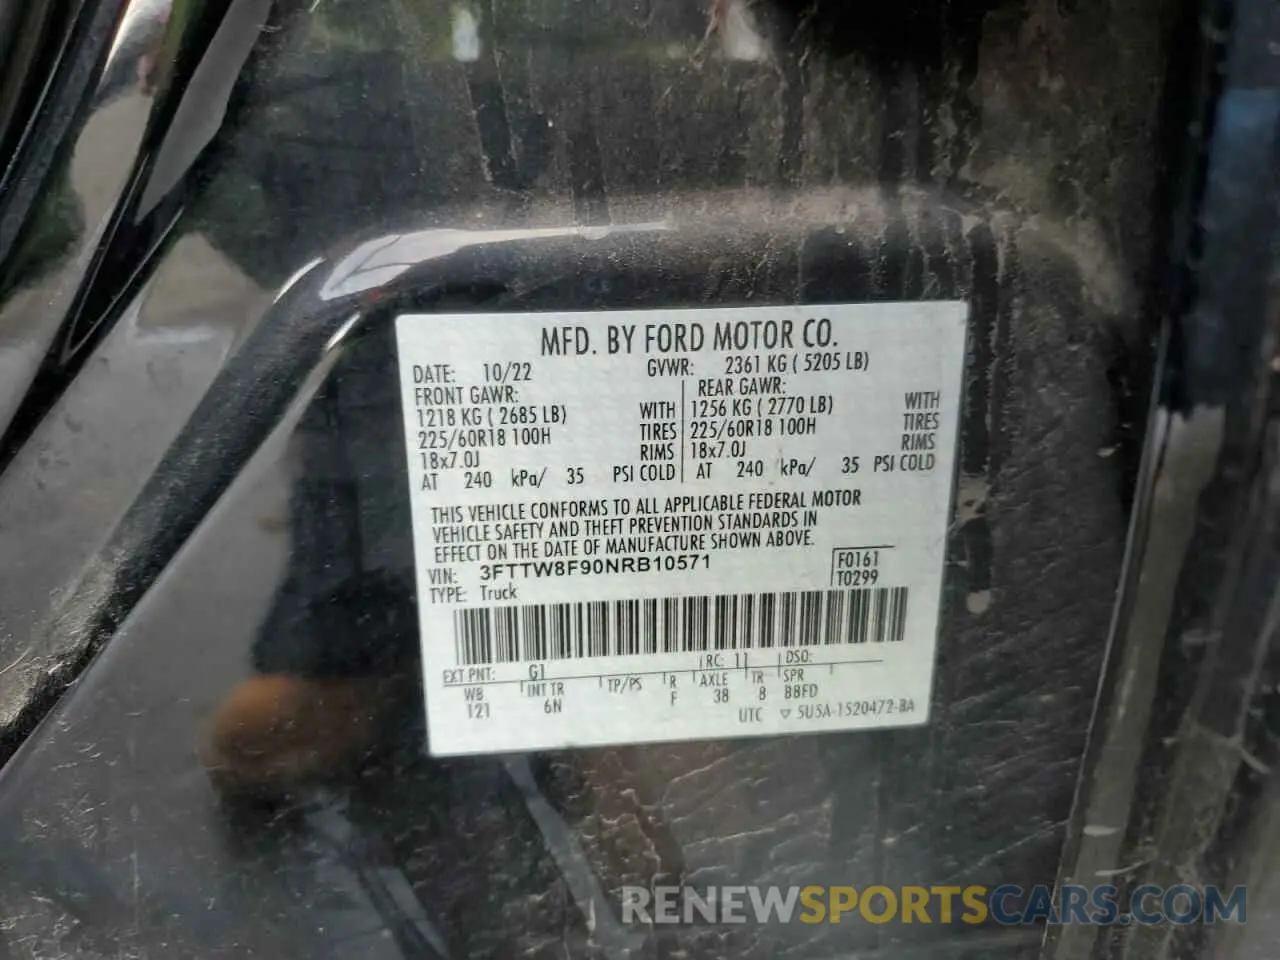 MFD. BY FORD MOTOR CO.
DATE: 10/22 GVWR: 2361 KG ( 5205 LB)
FRONT GAWR: REAR GAWR:
1218 KG ( 2685 LB) WITH 1256 KG ( 2770 LB) WITH
225/60R18 100H TIRES 225/60R18 100H TIRES
18x7.0J RIMS 18x7.0J RIMS
AT 240 kPa/ 35 PSI COLD AT 240 kPa/ 35 PSI COLD
THIS VEHICLE CONFORMS TO ALL APPLICABLE FEDERAL MOTOR
VEHICLE SAFETY AND THEFT PREVENTION STANDARDS IN
EFFECT ON THE DATE OF MANUFACTURE SHOWN ABOVE.
VIN: 3FTTW8F90NRB10571 F0161
TYPE: Truck T0299
EXT PNT: G1 RC: 11 DSO:
WB INT TR TP/PS R AXLE TR SPR
121 6N F 38 8 BBFD
UTC 5U5A-1520472-BA
RENEWSPORTSCARS.COM